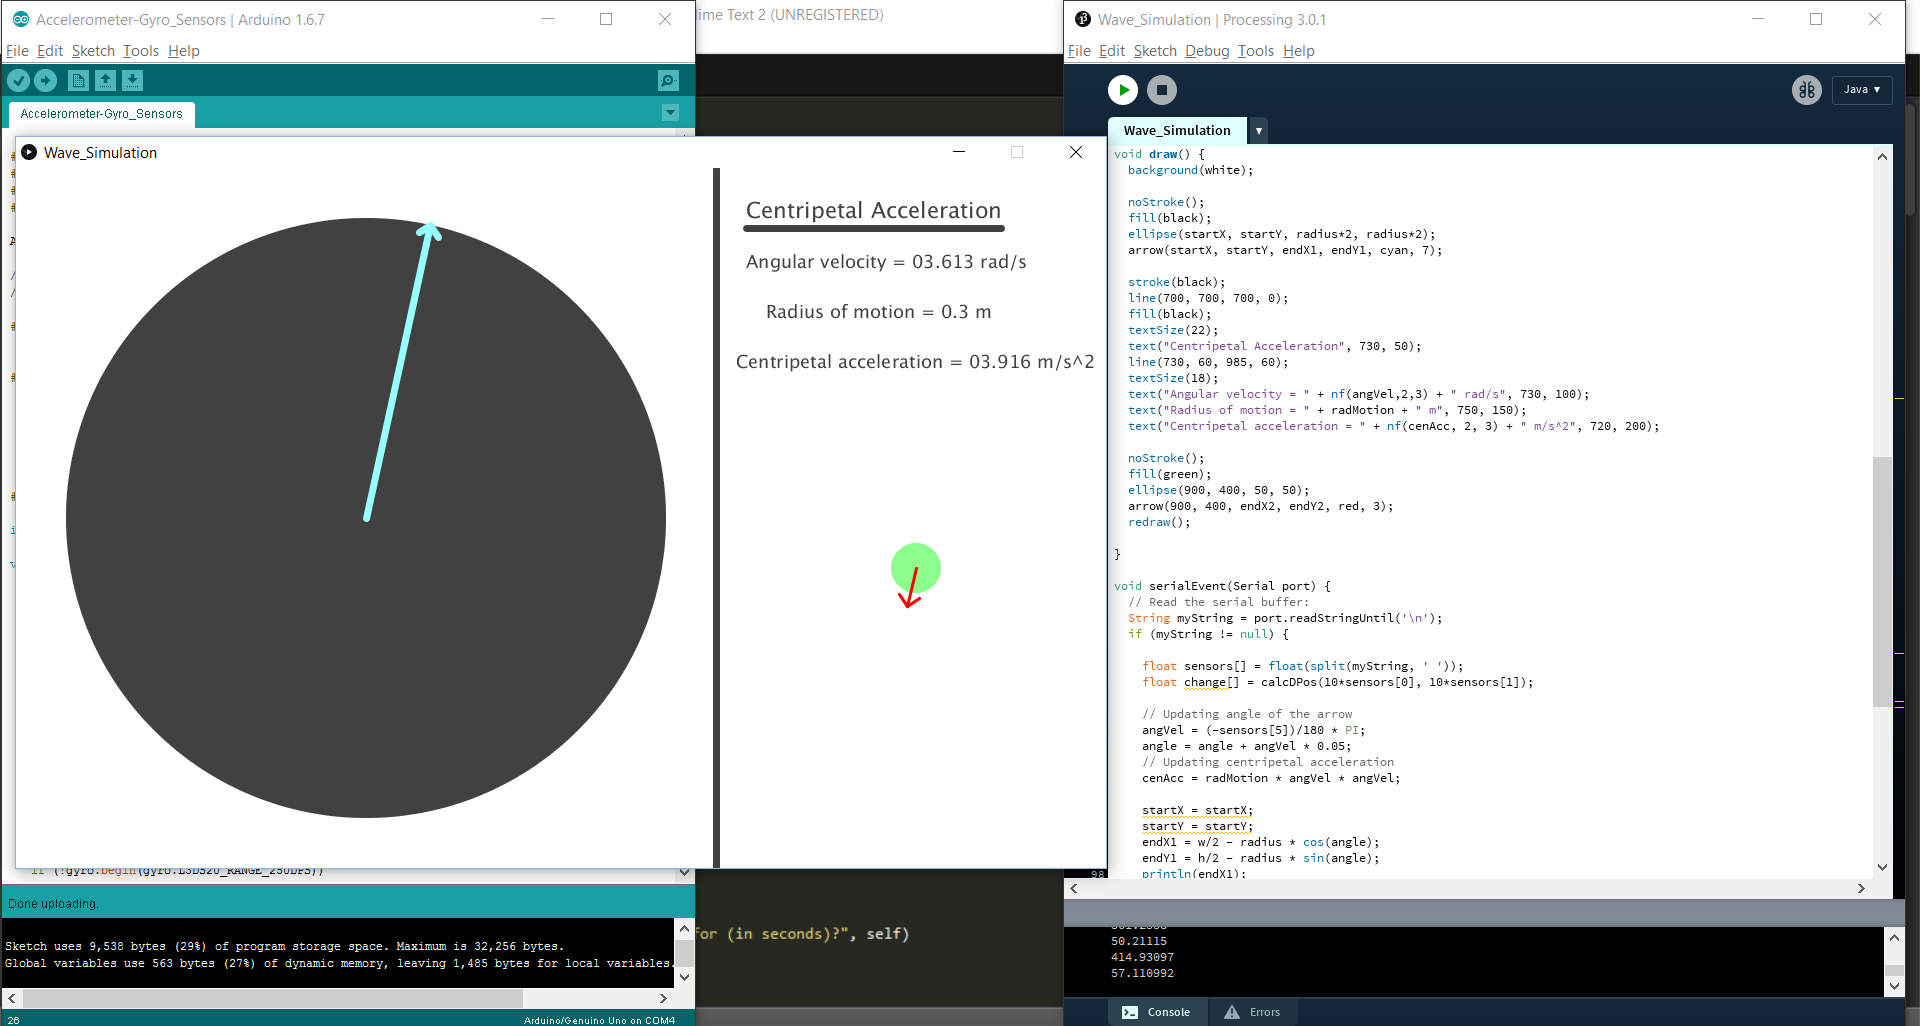 Accelerometer-Gyro_Sensors | Arduino 1.6.7
File Edit Sketch Tools Help
Accelerometer-Gyro_Sensors
lime Text 2 (UNREGISTERED)
Wave_Simulation
Centripetal Acceleration
Angular velocity = 03.613 rad/s
Radius of motion = 0.3 m
Centripetal acceleration = 03.916 m/s^2
if (!gyro.begin(gyro.L3DS20_RANGE_250DPS))
Done uploading.
Sketch uses 9,538 bytes (29%) of program storage space. Maximum is 32,256 bytes.
Global variables use 563 bytes (27%) of dynamic memory, leaving 1,485 bytes for local variables.
26
Arduino/Genuino Uno on COM4
for (in seconds)?", self)
Wave_Simulation | Processing 3.0.1
File Edit Sketch Debug Tools Help
Java ▾
Wave_Simulation
void draw() {
background(white);
noStroke();
fill(black);
ellipse(startX, startY, radius*2, radius*2);
arrow(startX, startY, endX1, endY1, cyan, 7);
stroke(black);
line(700, 700, 700, 0);
fill(black);
textSize(22);
text("Centripetal Acceleration", 730, 50);
line(730, 60, 985, 60);
textSize(18);
text("Angular velocity = " + nf(angVel,2,3) + " rad/s", 730, 100);
text("Radius of motion = " + radMotion + " m", 750, 150);
text("Centripetal acceleration = " + nf(cenAcc, 2, 3) + " m/s^2", 720, 200);
noStroke();
fill(green);
ellipse(900, 400, 50, 50);
arrow(900, 400, endX2, endY2, red, 3);
redraw();
}
void serialEvent(Serial port) {
// Read the serial buffer:
String myString = port.readStringUntil('\n');
if (myString != null) {
float sensors[] = float(split(myString, ' '));
float change[] = calcDPos(10*sensors[0], 10*sensors[1]);
// Updating angle of the arrow
angVel = (-sensors[5])/180 * PI;
angle = angle + angVel * 0.05;
// Updating centripetal acceleration
cenAcc = radMotion * angVel * angVel;
startX = startX;
startY = startY;
endX1 = w/2 - radius * cos(angle);
endY1 = h/2 - radius * sin(angle);
println(endX1);
98
50.21115
414.93097
57.110992
Console
Errors